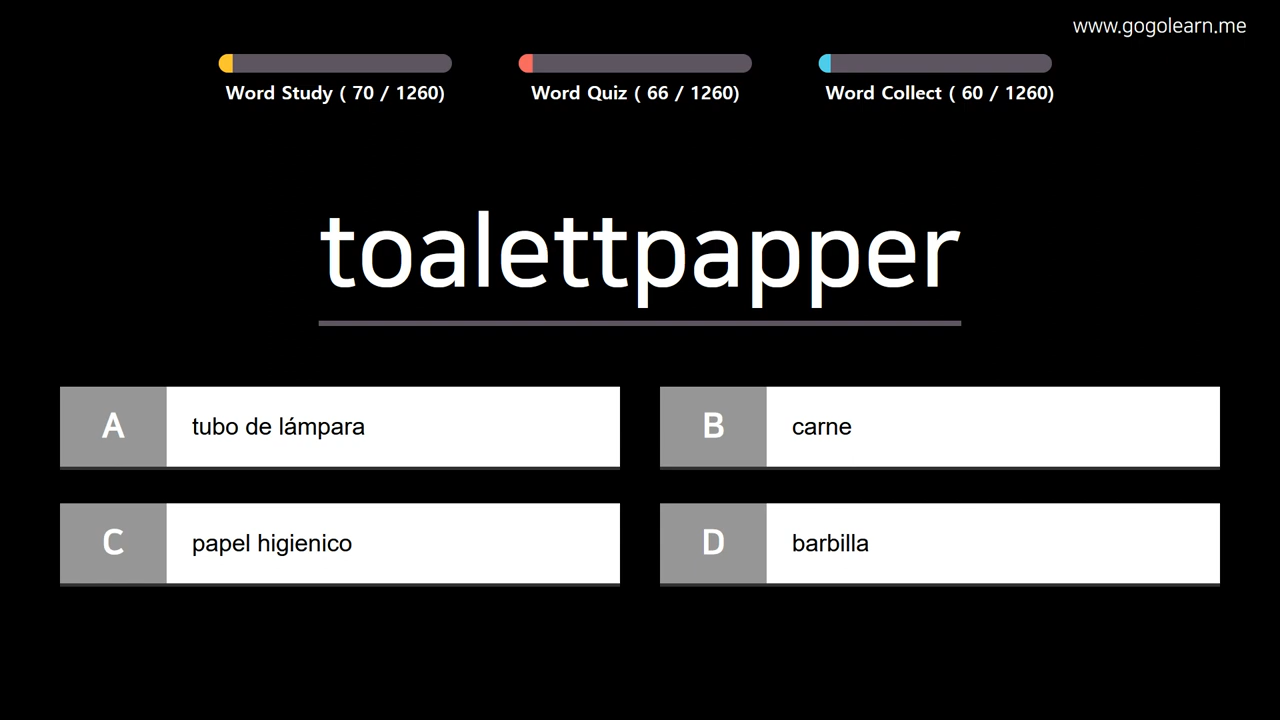 www.gogolearn.me
Word Study ( 70 / 1260)
Word Quiz ( 66 / 1260)
Word Collect ( 60 / 1260)
toalettpapper
A tubo de lámpara
B carne
C papel higienico
D barbilla